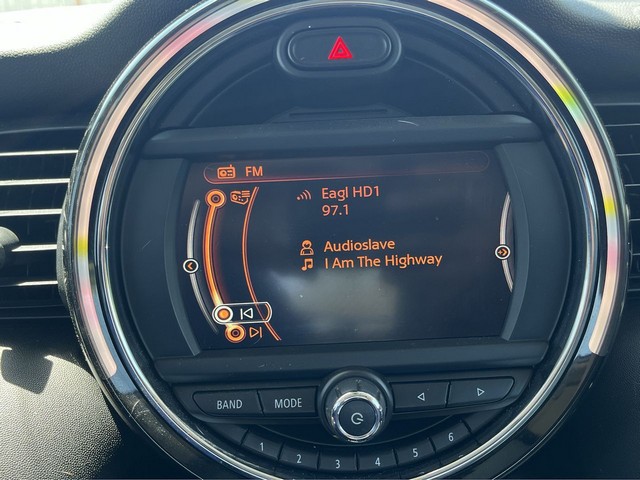 FM
Eagl HD1
97.1
Audioslave
I Am The Highway
BAND MODE
1 2 3 4 5 6